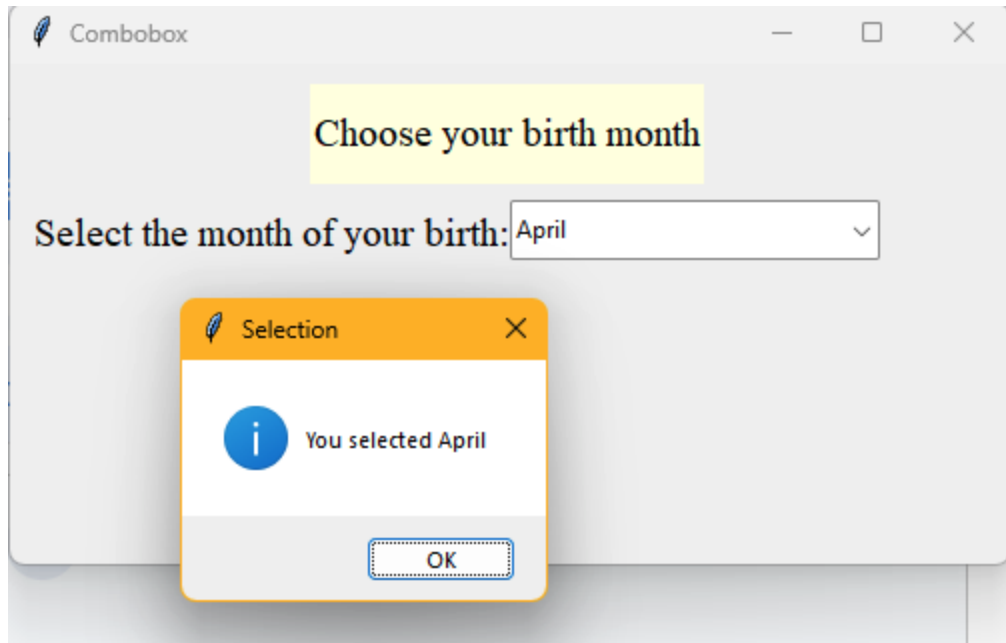 Combobox
Choose your birth month
Select the month of your birth: April
Selection
You selected April
OK